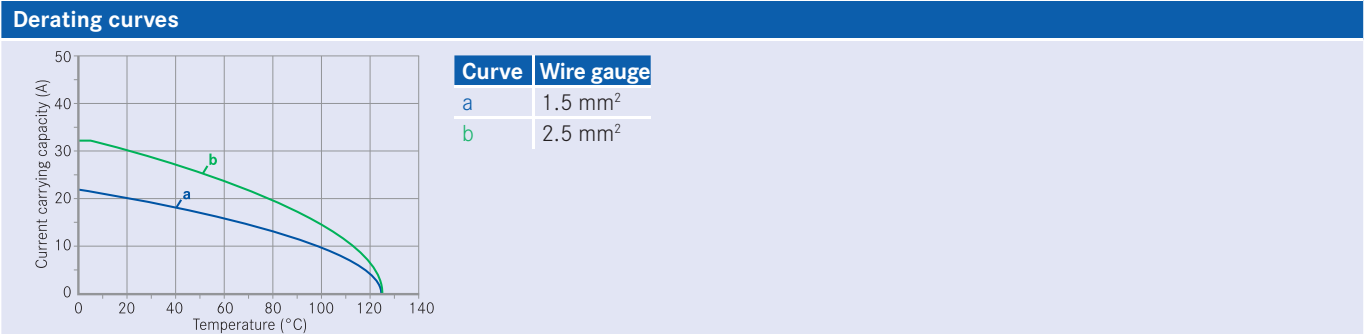 Derating curves
Current carrying capacity (A)
50
40
30
20
10
0
b
a
0 20 40 60 80 100 120 140
Temperature (°C)
Curve Wire gauge
a 1.5 mm²
b 2.5 mm²